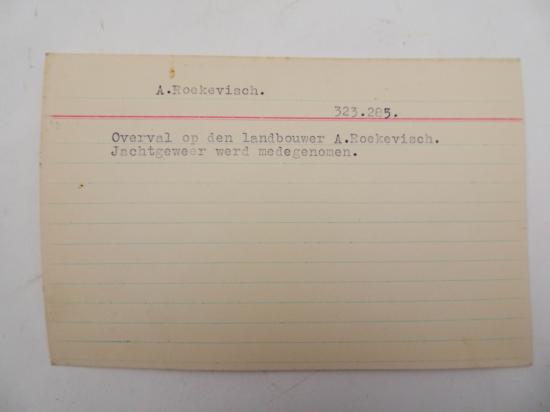 A.Roekevisch.
323.285.
Overval op den landbouwer A.Roekevisch.
Jachtgeweer werd medegenomen.